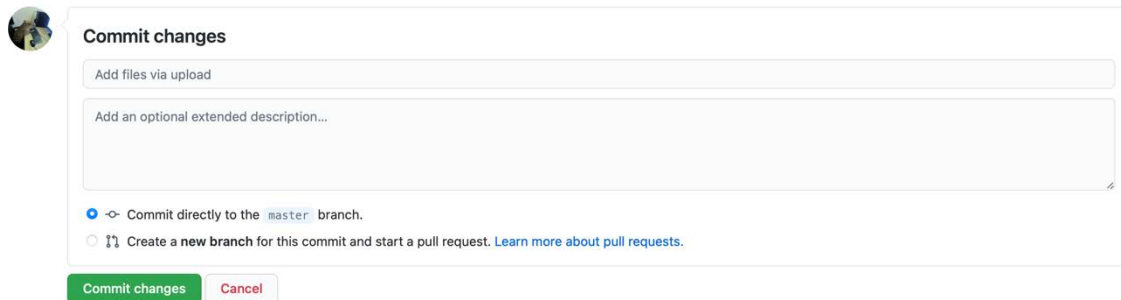 Commit changes
Add files via upload
Add an optional extended description...
Commit directly to the master branch.
Create a new branch for this commit and start a pull request. Learn more about pull requests.
Commit changes
Cancel